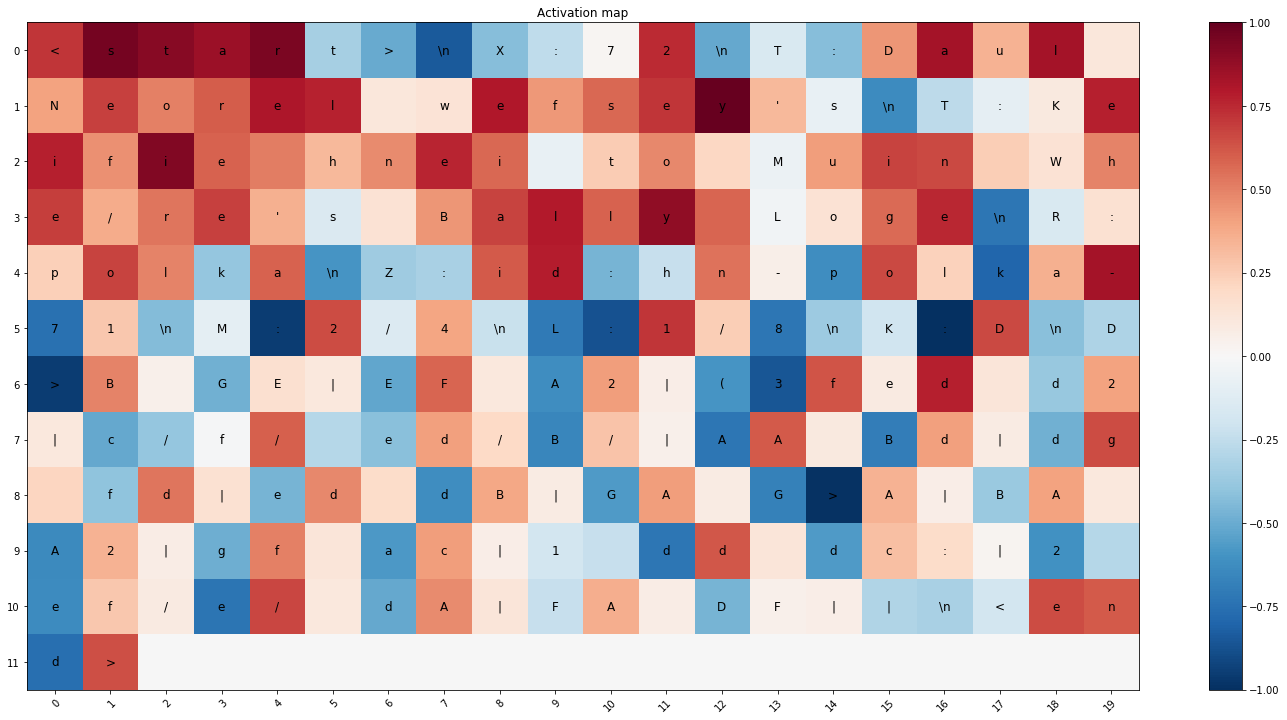 Activation map
0 < s t a r t > \n X : 7 2 \n T : D a u l
1 N e o r e l w e f s e y ' s \n T : K e
2 i f i e h n e i t o M u i n W h
3 e / r e ' s B a l l y L o g e \n R :
4 p o l k a \n Z : i d : h n - p o l k a -
5 7 1 \n M : 2 / 4 \n L : 1 / 8 \n K : D \n D
6 > B G E | E F A 2 | ( 3 f e d d 2
7 | c / f / e d / B / | A A B d | d g
8 f d | e d d B | G A G > A | B A
9 A 2 | g f a c | 1 d d d c : | 2
10 e f / e / d A | F A D F | | \n < e n
11 d >
0 1 2 3 4 5 6 7 8 9 10 11 12 13 14 15 16 17 18 19
1.00
0.75
0.50
0.25
0.00
−0.25
−0.50
−0.75
−1.00